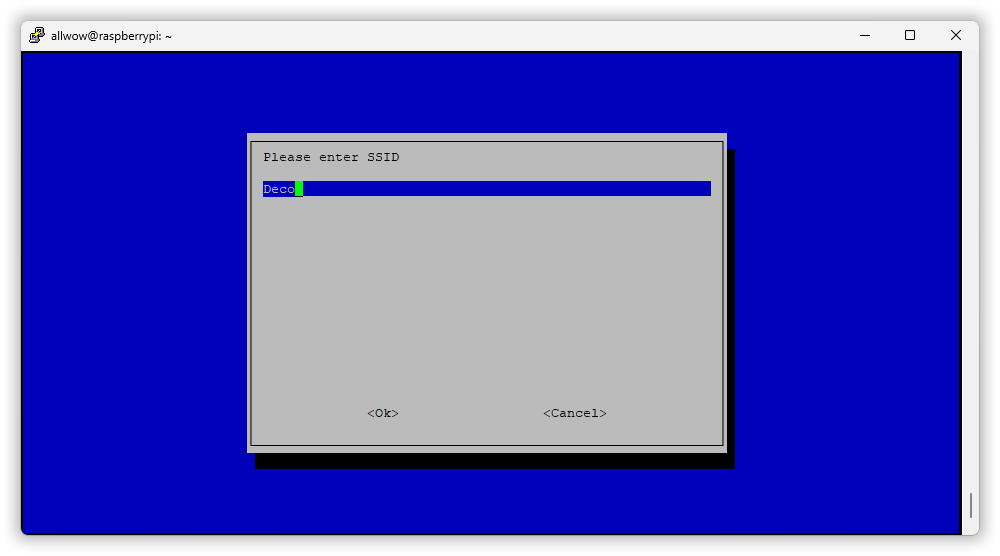 allwow@raspberrypi: ~
Please enter SSID
Deco
<Ok> <Cancel>